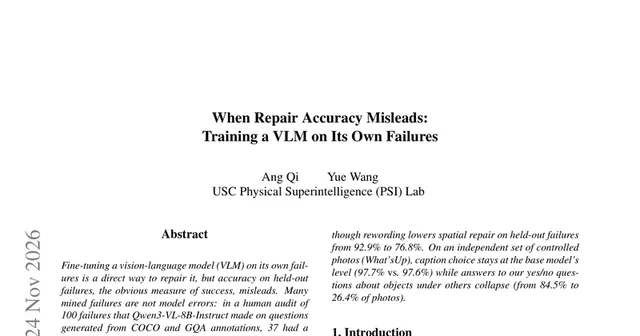 When Repair Accuracy Misleads:
Training a VLM on Its Own Failures
Ang Qi Yue Wang
USC Physical Superintelligence (PSI) Lab
24 Nov 2026
Abstract
Fine-tuning a vision-language model (VLM) on its own fail-
ures is a direct way to repair it, but accuracy on held-out
failures, the obvious measure of success, misleads. Many
mined failures are not model errors: in a human audit of
100 failures that Qwen3-VL-8B-Instruct made on questions
generated from COCO and GQA annotations, 37 had a
though rewording lowers spatial repair on held-out failures
from 92.9% to 76.8%. On an independent set of controlled
photos (What'sUp), caption choice stays at the base model's
level (97.7% vs. 97.6%) while answers to our yes/no ques-
tions about objects under others collapse (from 84.5% to
26.4% of photos).
1. Introduction